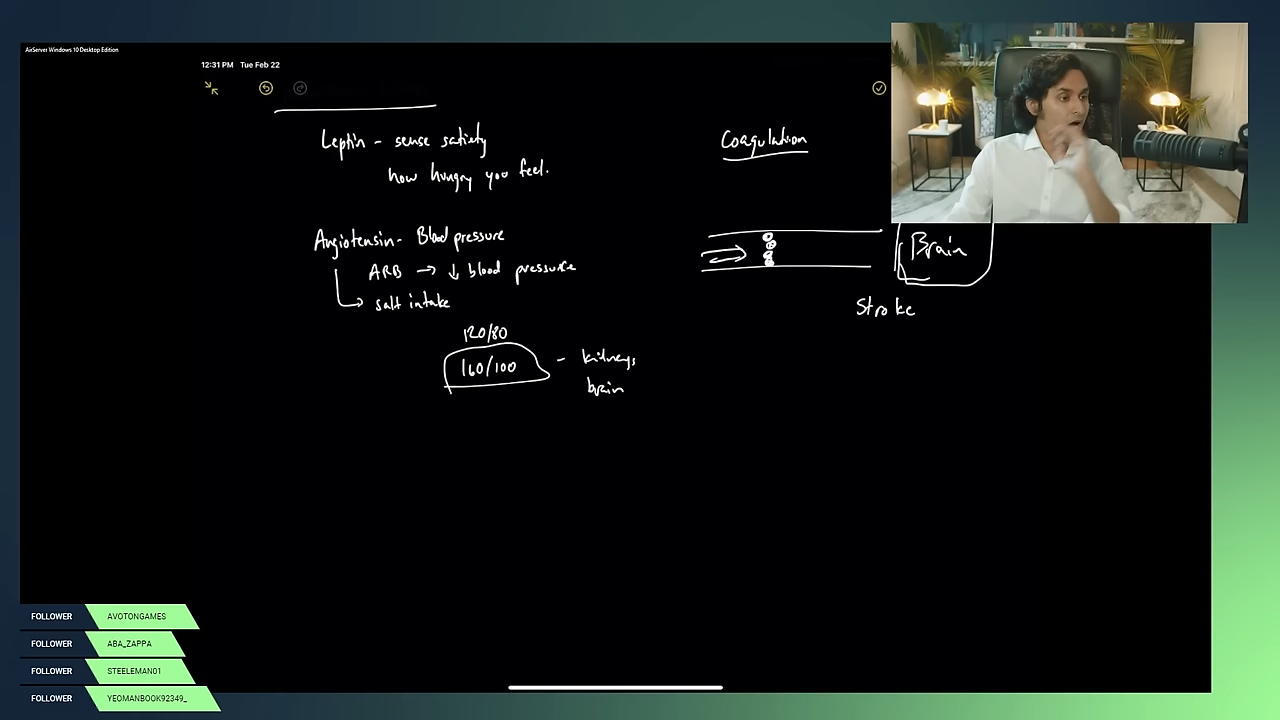 AirServer Windows 10 Desktop Edition
12:31 PM Tue Feb 22
Leptin - sense satiety
how hungry you feel.
Angiotensin - Blood pressure
ARB → ↓ blood pressure
↳ salt intake
120/80
160/100 - kidneys
brain
Coagulation
Brain
Stroke
FOLLOWER AVOTONGAMES
FOLLOWER ABA_ZAPPA
FOLLOWER STEELEMAN01
FOLLOWER YEOMANBOOK92349_